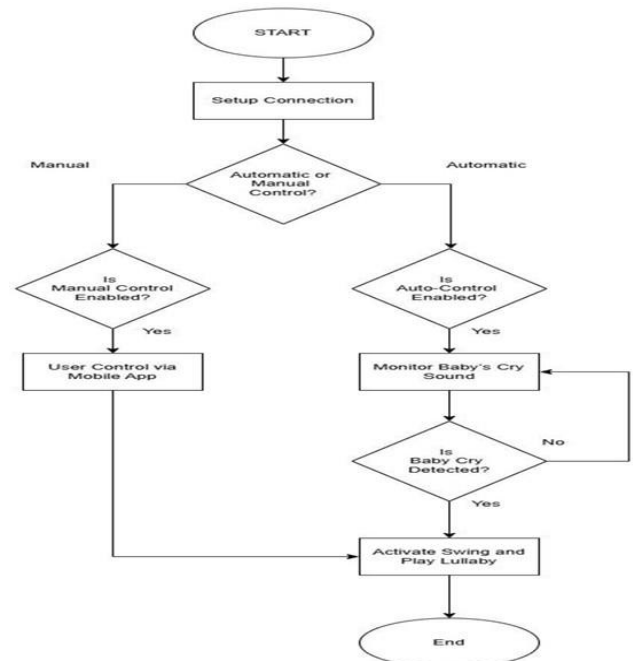 START
Setup Connection
Manual
Automatic
Automatic or
Manual
Control?
Is
Manual Control
Enabled?
Is
Auto-Control
Enabled?
Yes
Yes
User Control via
Mobile App
Monitor Baby's Cry
Sound
Is
Baby Cry
Detected?
No
Yes
Activate Swing and
Play Lullaby
End